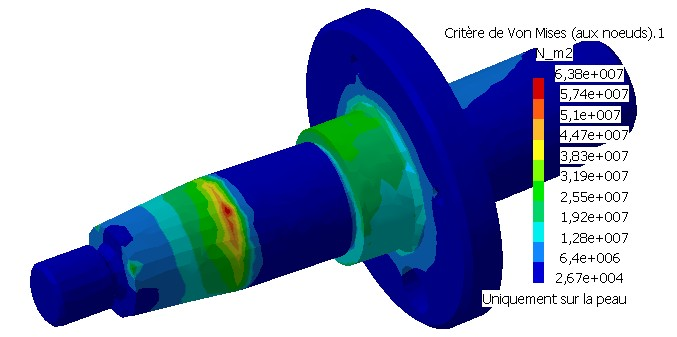 Critère de Von Mises (aux noeuds).1
N_m2
6,38e+007
5,74e+007
5,1e+007
4,47e+007
3,83e+007
3,19e+007
2,55e+007
1,92e+007
1,28e+007
6,4e+006
2,67e+004
Uniquement sur la peau